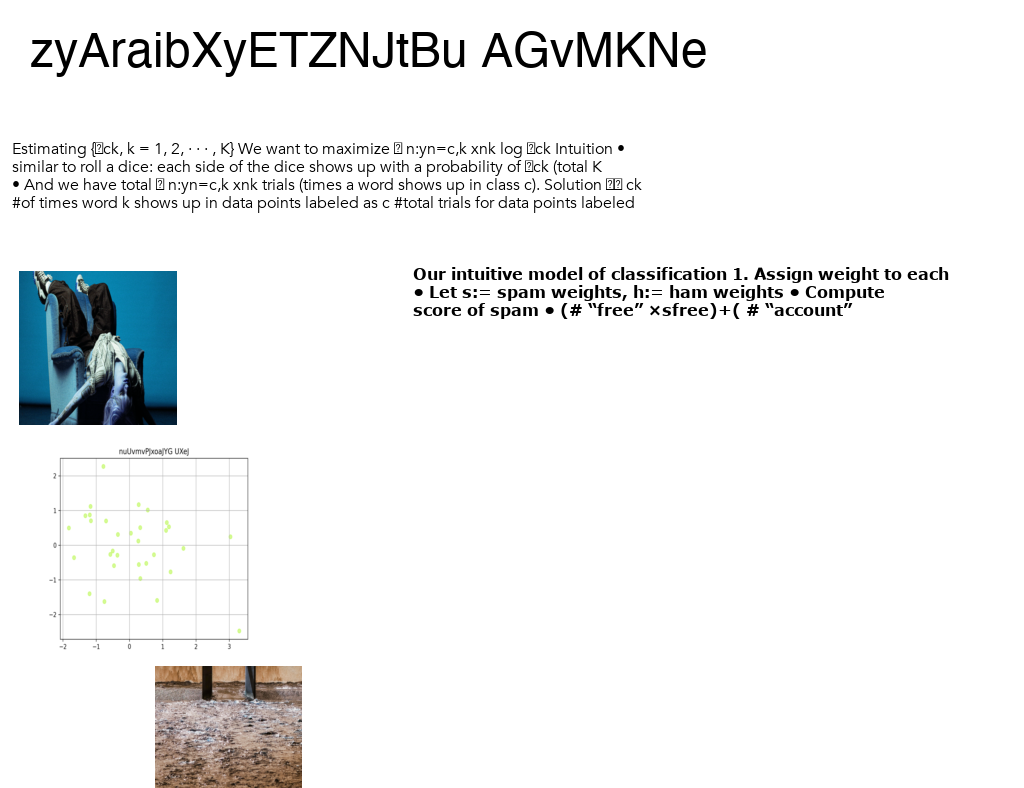 zyAraibXyETZNJtBu AGvMKNe
Estimating {�ck, k = 1, 2, · · · , K} We want to maximize � n:yn=c,k xnk log �ck Intuition •
similar to roll a dice: each side of the dice shows up with a probability of �ck (total K
• And we have total � n:yn=c,k xnk trials (times a word shows up in class c). Solution �� ck
#of times word k shows up in data points labeled as c #total trials for data points labeled
Our intuitive model of classification 1. Assign weight to each
• Let s:= spam weights, h:= ham weights • Compute
score of spam • (# “free” ×sfree)+( # “account”
nuUvmvPJxoaJYG UXeJ
2
1
0
−1
−2
−2 −1 0 1 2 3